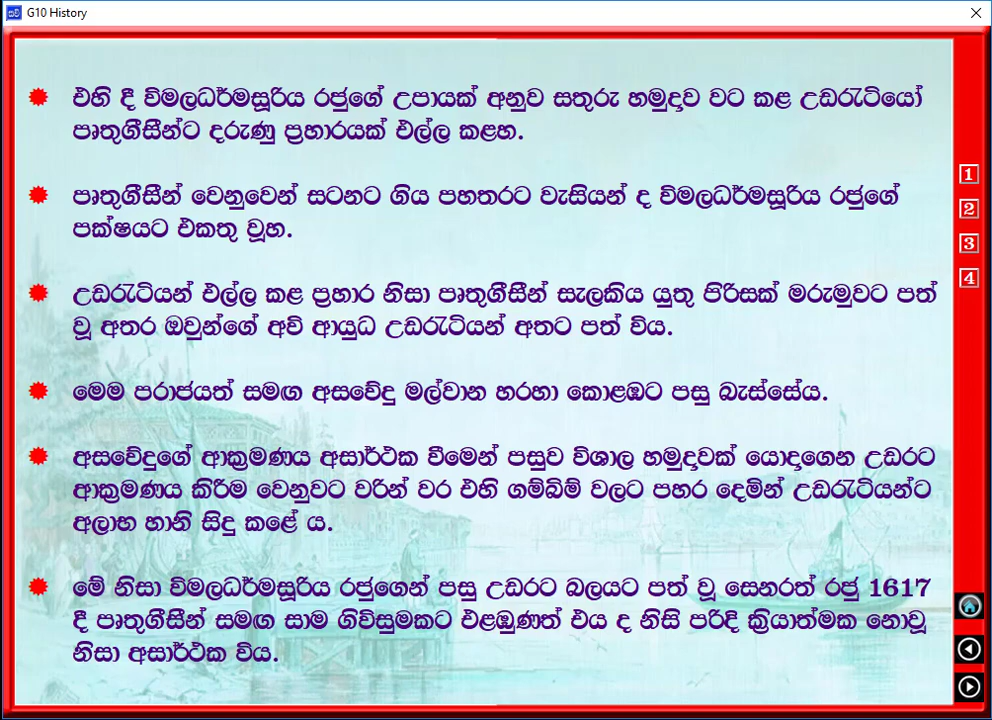 සවි G10 History
එහි දී විමලධර්මසූරිය රජුගේ උපායක් අනුව සතුරු හමුදාව වට කළ උඩරැටියෝ
පෘතුගීසීන්ට දරුණු ප්‍රහාරයක් එල්ල කළහ.
පෘතුගීසීන් වෙනුවෙන් සටනට ගිය පහතරට වැසියන් ද විමලධර්මසූරිය රජුගේ
පක්ෂයට එකතු වූහ.
උඩරැටියන් එල්ල කළ ප්‍රහාර නිසා පෘතුගීසීන් සැලකිය යුතු පිරිසක් මරුමුවට පත්
වූ අතර ඔවුන්ගේ අවි ආයුධ උඩරැටියන් අතට පත් විය.
මෙම පරාජයත් සමඟ අසවේදු මල්වාන හරහා කොළඹට පසු බැස්සේය.
අසවේදුගේ ආක්‍රමණය අසාර්ථක වීමෙන් පසුව විශාල හමුදාවක් යොදාගෙන උඩරට
ආක්‍රමණය කිරීම වෙනුවට වරින් වර එහි ගම්බිම් වලට පහර දෙමින් උඩරැටියන්ට
අලාභ හානි සිදු කළේ ය.
මේ නිසා විමලධර්මසූරිය රජුගෙන් පසු උඩරට බලයට පත් වූ සෙනරත් රජු 1617
දී පෘතුගීසීන් සමඟ සාම ගිවිසුමකට එළඹුණත් එය ද නිසි පරිදි ක්‍රියාත්මක නොවූ
නිසා අසාර්ථක විය.
1
2
3
4